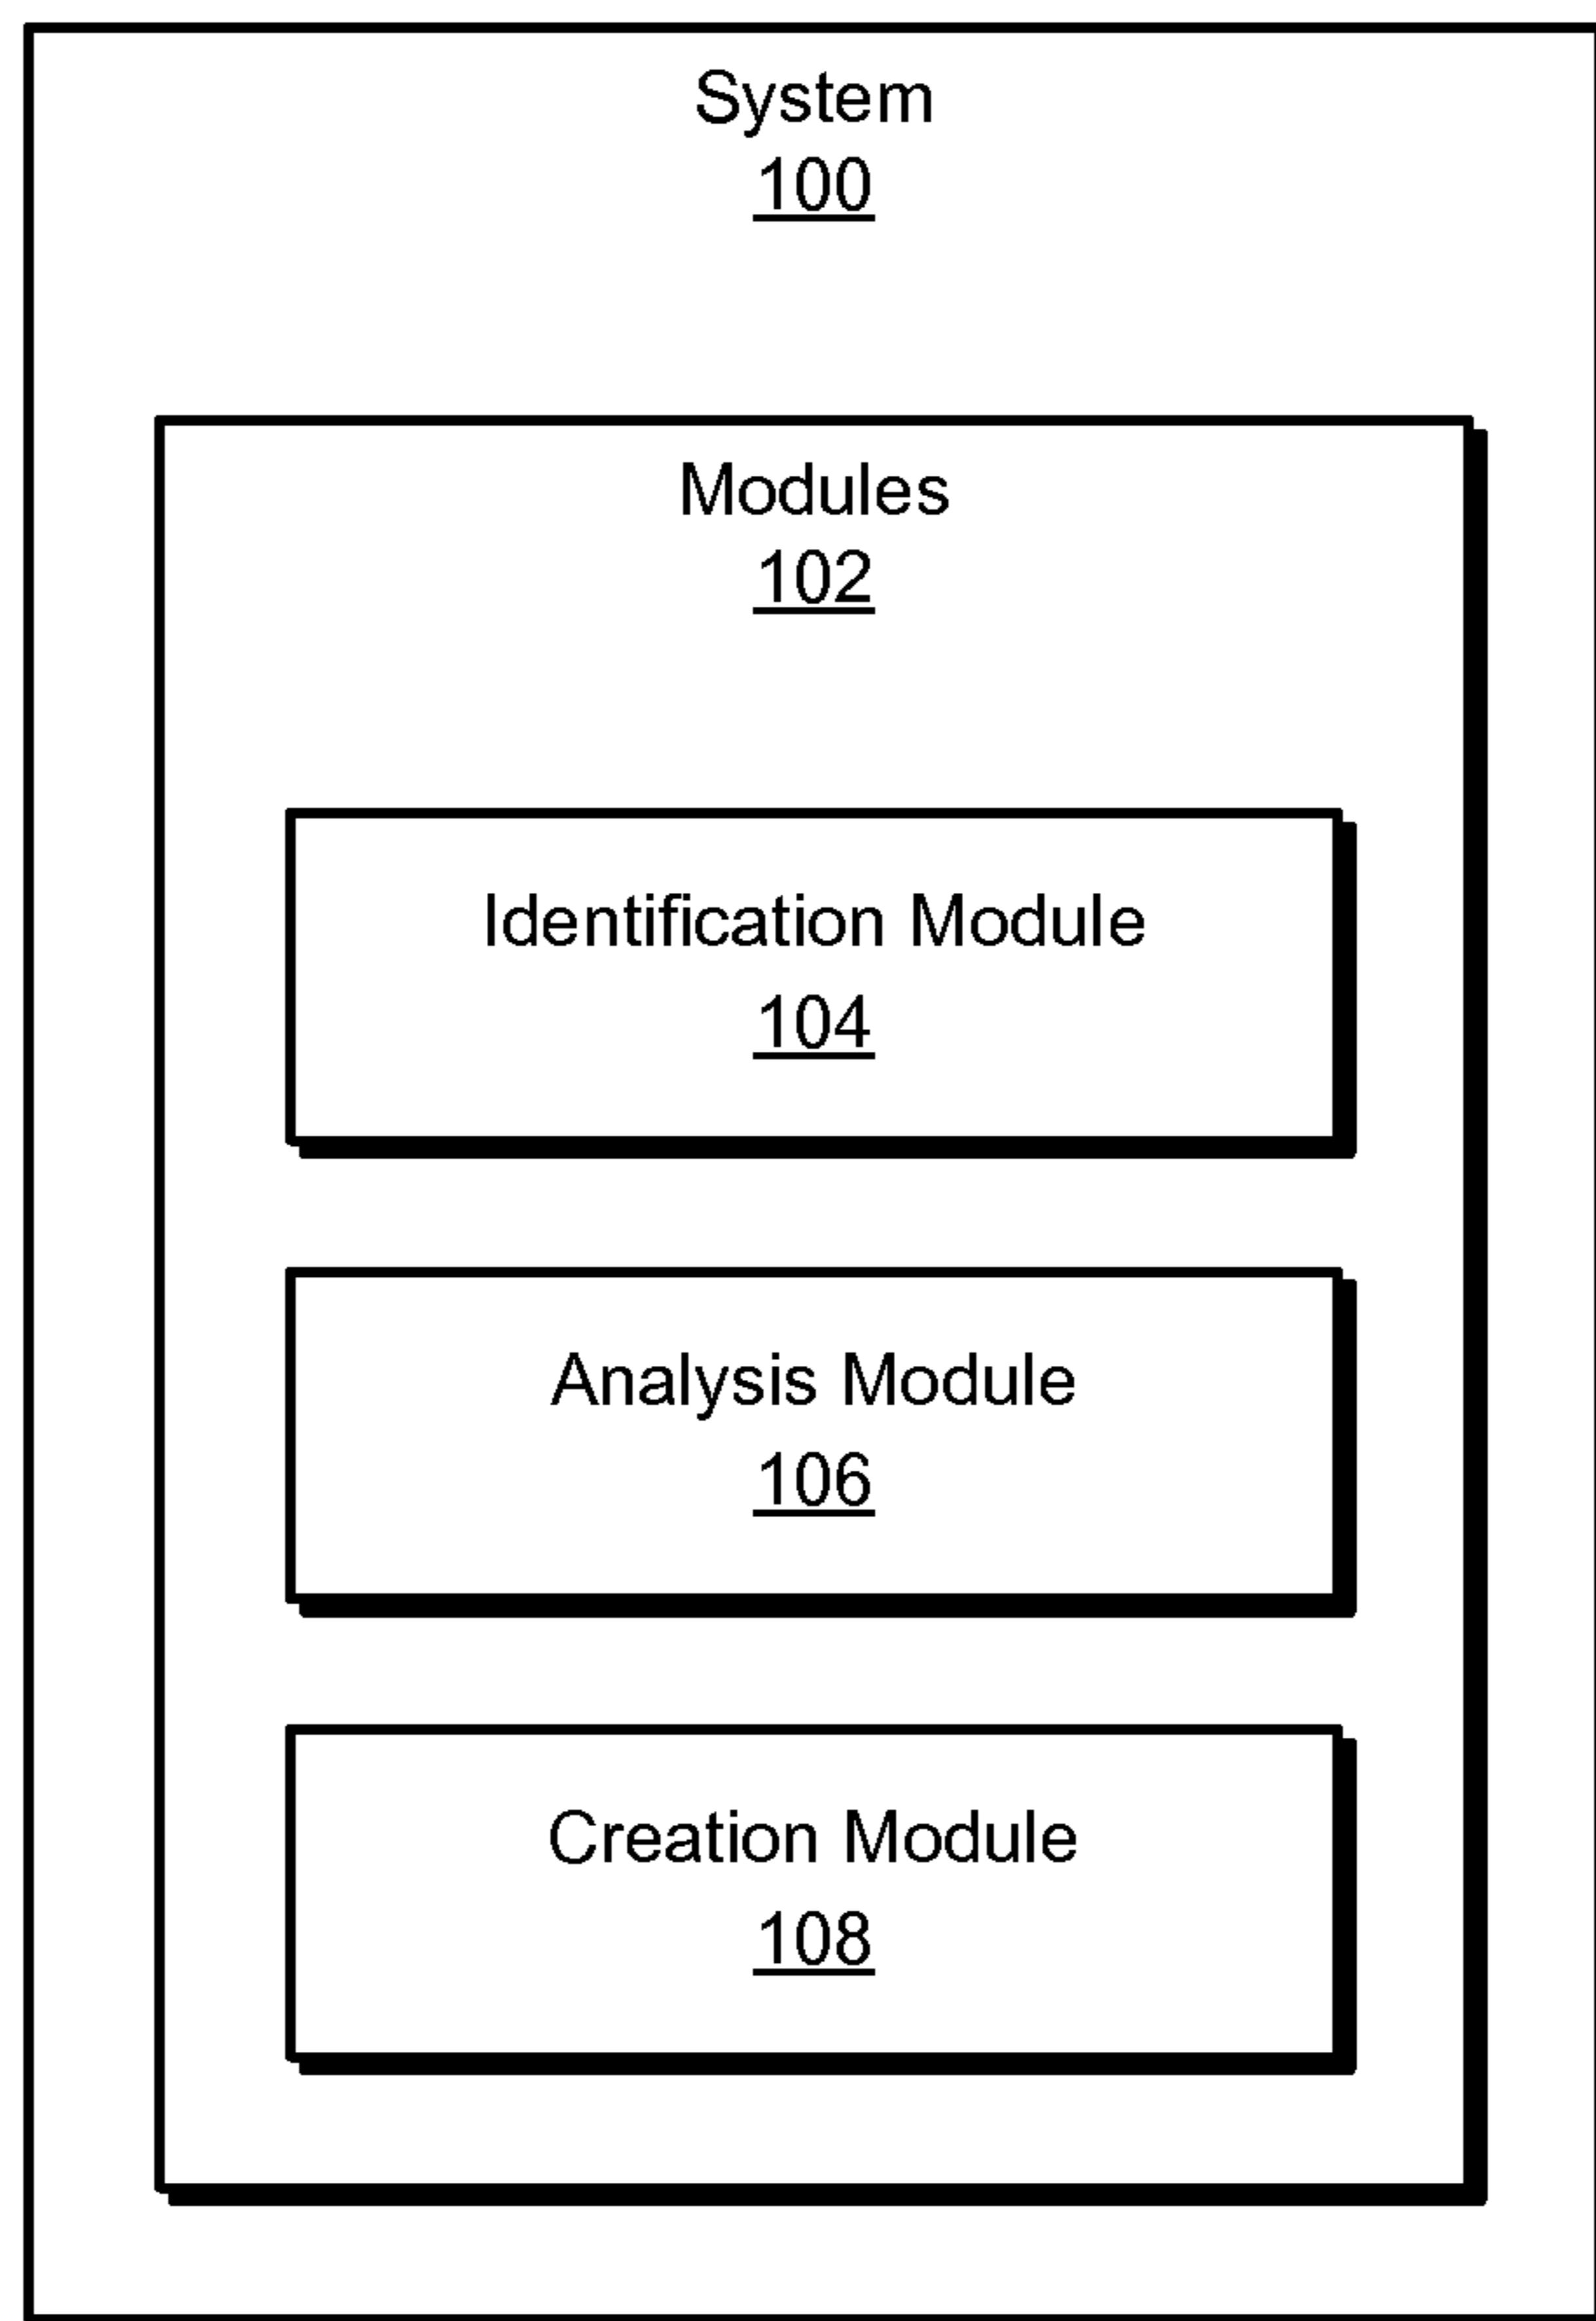 System
100
Modules
102
Identification Module
104
Analysis Module
106
Creation Module
108